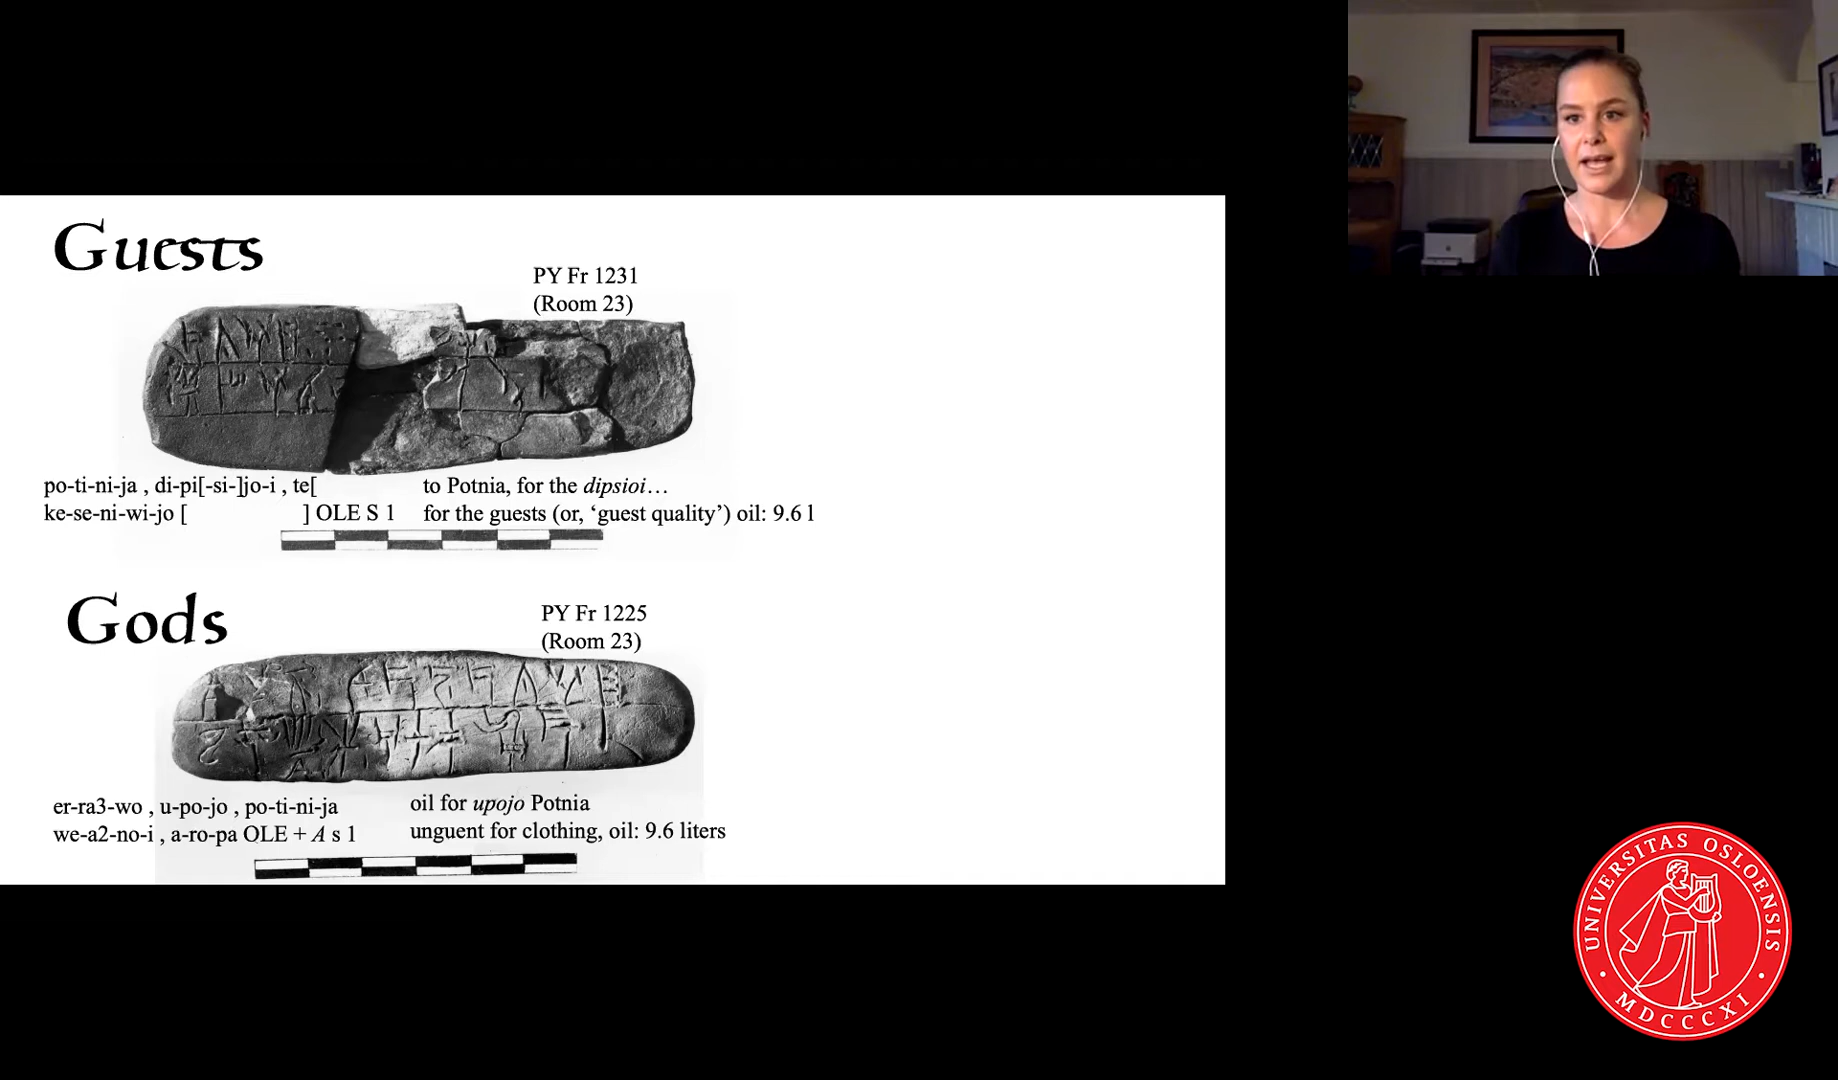 Guests
PY Fr 1231
(Room 23)
po-ti-ni-ja , di-pi[-si-]jo-i , te[
ke-se-ni-wi-jo [ ] OLE S 1
to Potnia, for the dipsioi…
for the guests (or, ‘guest quality’) oil: 9.6 l
Gods
PY Fr 1225
(Room 23)
er-ra3-wo , u-po-jo , po-ti-ni-ja
we-a2-no-i , a-ro-pa OLE + A s 1
oil for upojo Potnia
unguent for clothing, oil: 9.6 liters
UNIVERSITAS OSLOENSIS
MDCCCXI